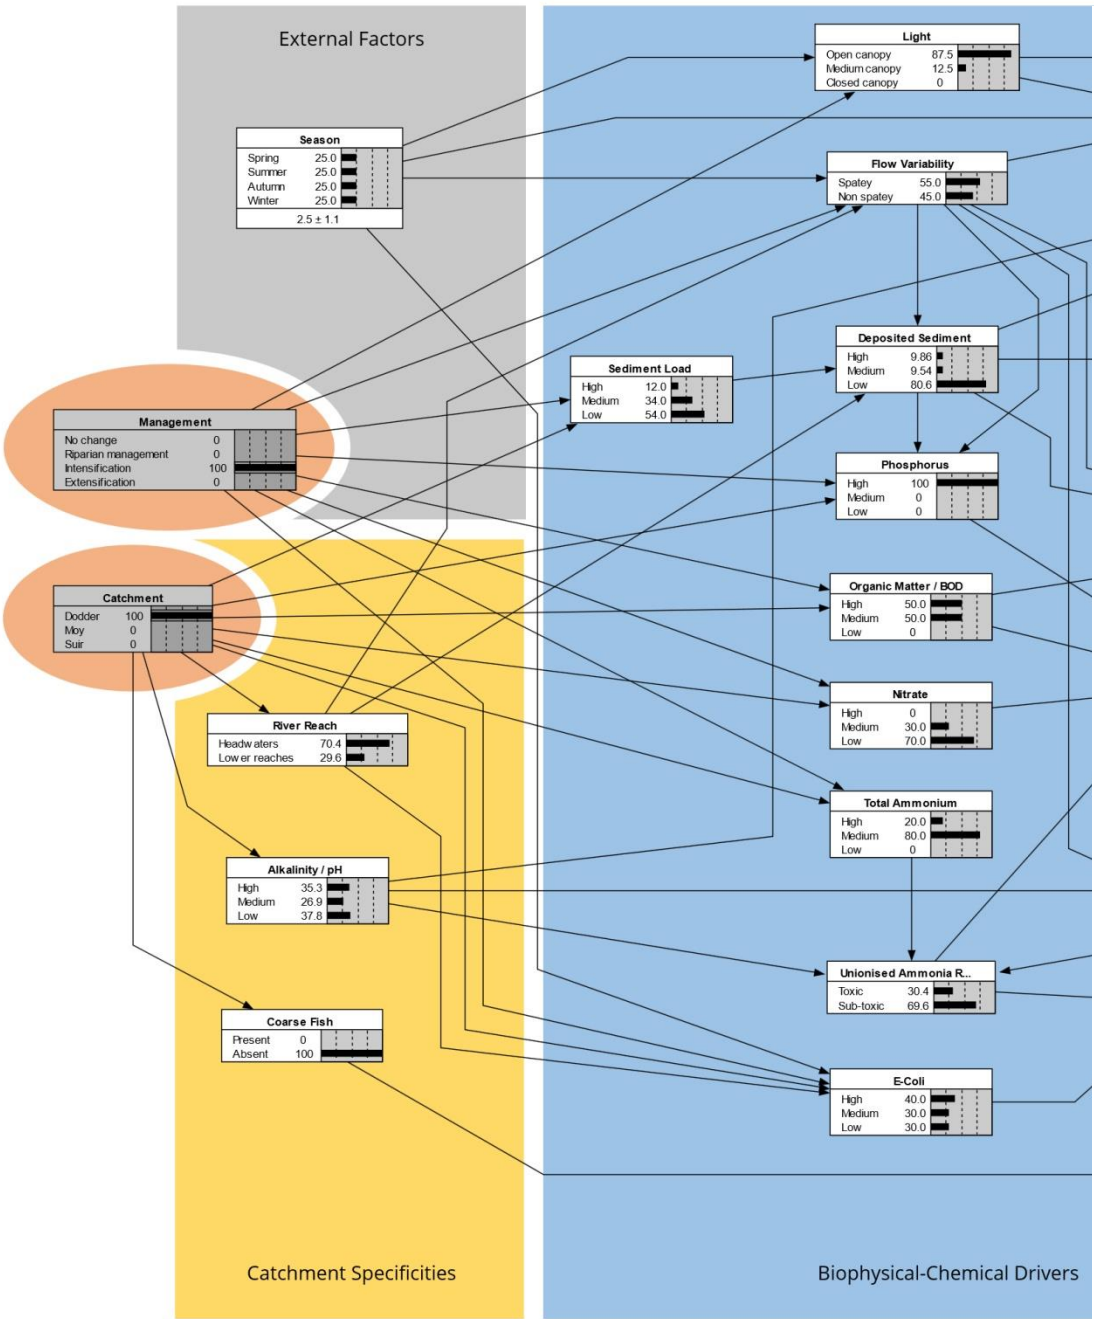 External Factors
Season
Spring 25.0
Summer 25.0
Autumn 25.0
Winter 25.0
2.5 ± 1.1
Management
No change 0
Riparian management 0
Intensification 100
Extensification 0
Catchment
Dodder 100
Moy 0
Suir 0
River Reach
Headwaters 70.4
Lower reaches 29.6
Alkalinity / pH
High 35.3
Medium 26.9
Low 37.8
Coarse Fish
Present 0
Absent 100
Catchment Specificities
Light
Open canopy 87.5
Medium canopy 12.5
Closed canopy 0
Flow Variability
Spatey 55.0
Non spatey 45.0
Sediment Load
High 12.0
Medium 34.0
Low 54.0
Deposited Sediment
High 9.86
Medium 9.54
Low 80.6
Phosphorus
High 100
Medium 0
Low 0
Organic Matter / BOD
High 50.0
Medium 50.0
Low 0
Nitrate
High 0
Medium 30.0
Low 70.0
Total Ammonium
High 20.0
Medium 80.0
Low 0
Unionised Ammonia R...
Toxic 30.4
Sub-toxic 69.6
E-Coli
High 40.0
Medium 30.0
Low 30.0
Biophysical-Chemical Drivers